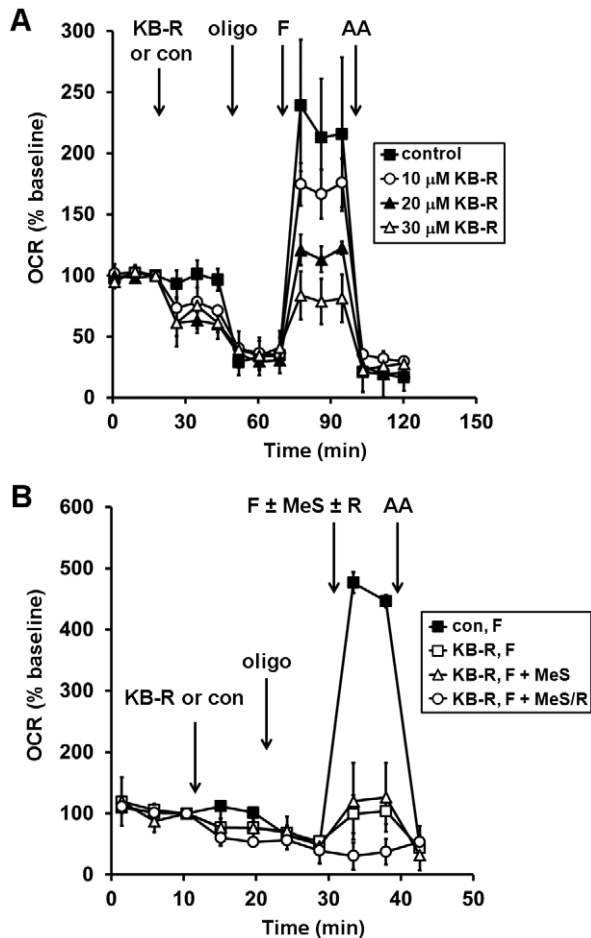 A
KB-R
or con
oligo
F
AA
300
250
200
150
100
50
0
OCR (% baseline)
control
10 μM KB-R
20 μM KB-R
30 μM KB-R
0 30 60 90 120 150
Time (min)
B
F ± MeS ± R
AA
600
500
400
300
200
100
0
OCR (% baseline)
KB-R or con
oligo
con, F
KB-R, F
KB-R, F + MeS
KB-R, F + MeS/R
0 10 20 30 40 50
Time (min)